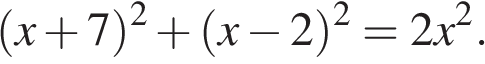 (x + 7)² + (x − 2)² = 2x².